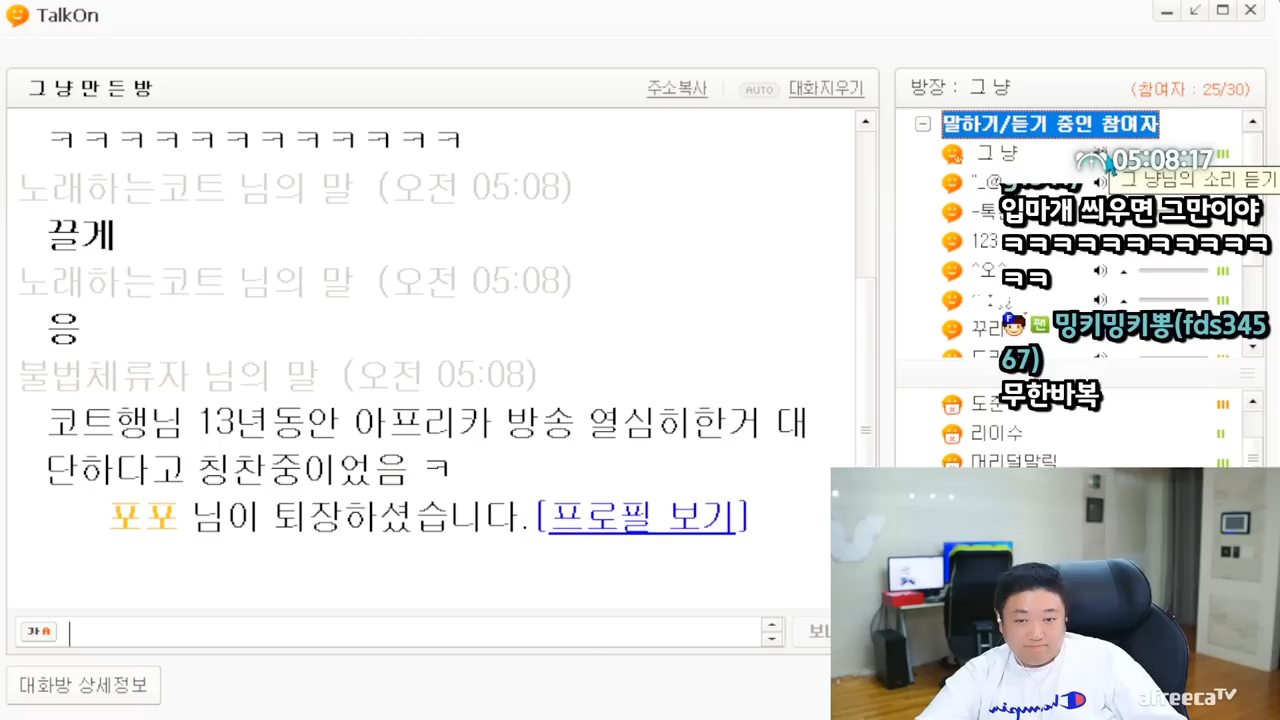 TalkOn
그 냥 만 든 방
주소복사
AUTO
대화지우기
방장 : 그 냥
(참여자 : 25/30)
ㅋㅋㅋㅋㅋㅋㅋㅋㅋㅋㅋㅋㅋ
노래하는코트 님의 말 (오전 05:08)
끌게
노래하는코트 님의 말 (오전 05:08)
응
불법체류자 님의 말 (오전 05:08)
코트행님 13년동안 아프리카 방송 열심히한거 대
단하다고 칭찬중이었음 ㅋ
포포 님이 퇴장하셨습니다. [프로필 보기]
가A
대화방 상세정보
말하기/듣기 중인 참여자
그 냥
05:08:17
그 냥님의 소리 듣기
입마개 씌우면 그만이야
123
ㅋㅋㅋㅋㅋㅋㅋㅋㅋㅋㅋ
ㅋㅋ
^오^
꾸리
밍키밍키뽕(fds345
67)
도준
무한바복
리이수
머리덜말림
Champion
afreecaTV